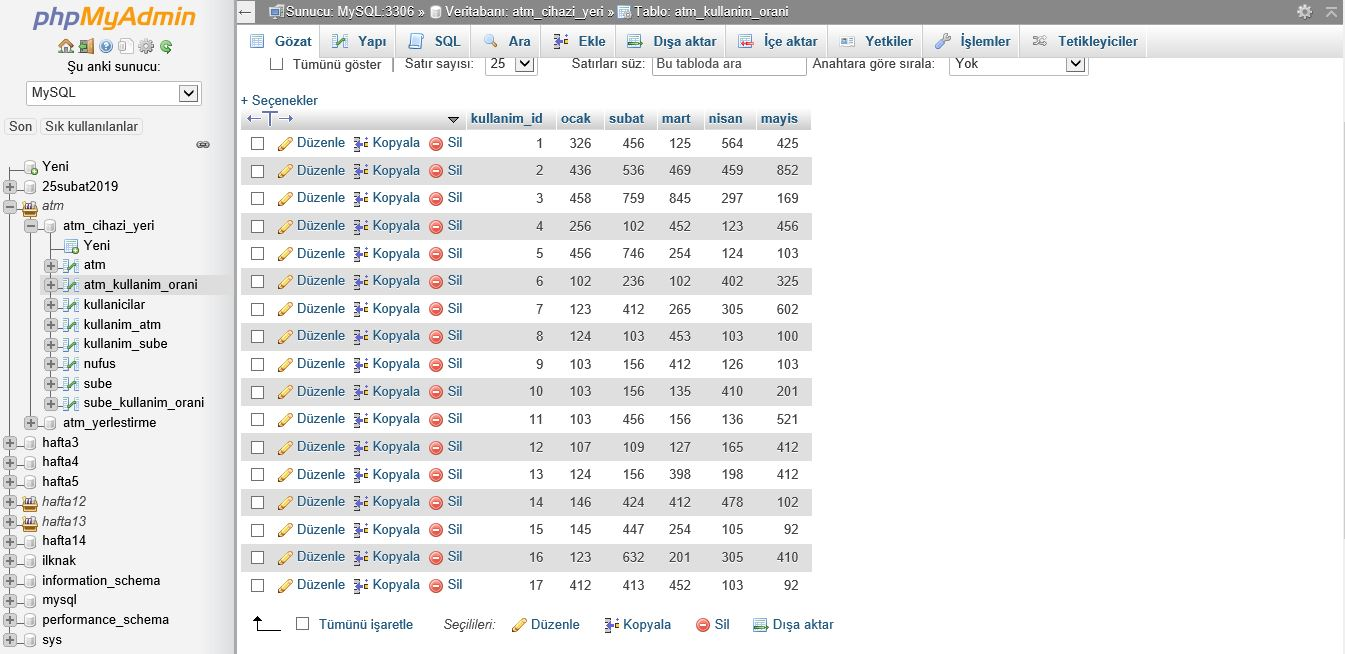 phpMyAdmin
Şu anki sunucu:
MySQL
Son Sık kullanılanlar
Yeni
25subat2019
atm
atm_cihazi_yeri
Yeni
atm
atm_kullanim_orani
kullanicilar
kullanim_atm
kullanim_sube
nufus
sube
sube_kullanim_orani
atm_yerlestirme
hafta3
hafta4
hafta5
hafta12
hafta13
hafta14
ilknak
information_schema
mysql
performance_schema
sys
Sunucu: MySQL:3306 » Veritabanı: atm_cihazi_yeri » Tablo: atm_kullanim_orani
Gözat Yapı SQL Ara Ekle Dışa aktar İçe aktar Yetkiler İşlemler Tetikleyiciler
Tümünü göster | Satır sayısı: 25 Satırları süz: Bu tabloda ara Anahtara göre sırala: Yok
+ Seçenekler
←T→ kullanim_id ocak subat mart nisan mayis
Düzenle Kopyala Sil 1 326 456 125 564 425
Düzenle Kopyala Sil 2 436 536 469 459 852
Düzenle Kopyala Sil 3 458 759 845 297 169
Düzenle Kopyala Sil 4 256 102 452 123 456
Düzenle Kopyala Sil 5 456 746 254 124 103
Düzenle Kopyala Sil 6 102 236 102 402 325
Düzenle Kopyala Sil 7 123 412 265 305 602
Düzenle Kopyala Sil 8 124 103 453 103 100
Düzenle Kopyala Sil 9 103 156 412 126 103
Düzenle Kopyala Sil 10 103 156 135 410 201
Düzenle Kopyala Sil 11 103 456 156 136 521
Düzenle Kopyala Sil 12 107 109 127 165 412
Düzenle Kopyala Sil 13 124 156 398 198 412
Düzenle Kopyala Sil 14 146 424 412 478 102
Düzenle Kopyala Sil 15 145 447 254 105 92
Düzenle Kopyala Sil 16 123 632 201 305 410
Düzenle Kopyala Sil 17 412 413 452 103 92
Tümünü işaretle Seçilileri: Düzenle Kopyala Sil Dışa aktar